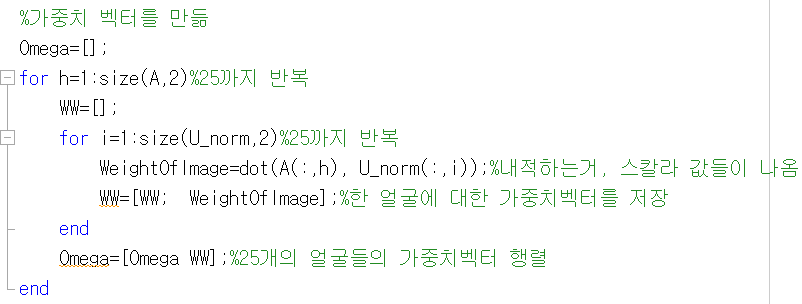 %가중치 벡터를 만듦
Omega=[];
for h=1:size(A,2)%25까지 반복
WW=[];
for i=1:size(U_norm,2)%25까지 반복
WeightOfImage=dot(A(:,h), U_norm(:,i));%내적하는거, 스칼라 값들이 나옴
WW=[WW;  WeightOfImage];%한 얼굴에 대한 가중치벡터를 저장
end
Omega=[Omega WW];%25개의 얼굴들의 가중치벡터 행렬
end